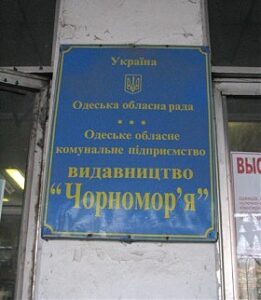 Україна
Одеська обласна рада
* * *
Одеське обласне
комунальне підприємство
видавництво
“Чорномор’я”